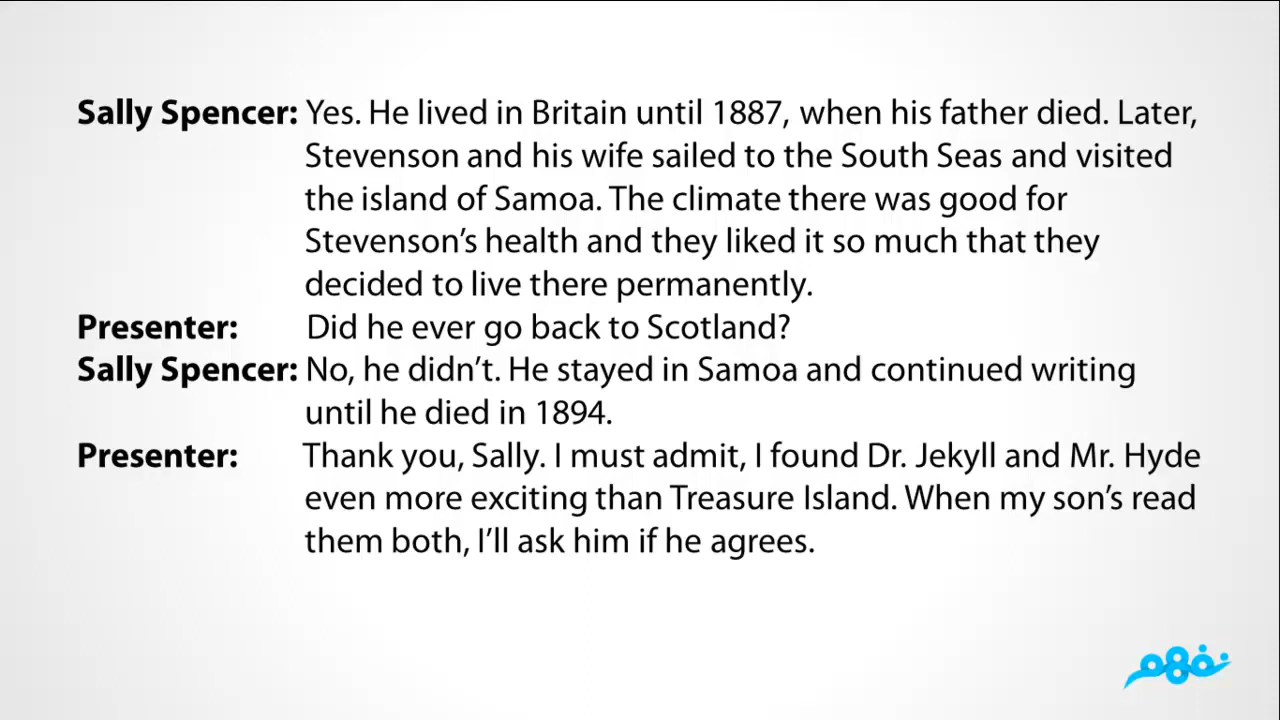 Sally Spencer: Yes. He lived in Britain until 1887, when his father died. Later,
Stevenson and his wife sailed to the South Seas and visited
the island of Samoa. The climate there was good for
Stevenson’s health and they liked it so much that they
decided to live there permanently.
Presenter: Did he ever go back to Scotland?
Sally Spencer: No, he didn’t. He stayed in Samoa and continued writing
until he died in 1894.
Presenter: Thank you, Sally. I must admit, I found Dr. Jekyll and Mr. Hyde
even more exciting than Treasure Island. When my son’s read
them both, I’ll ask him if he agrees.
نفهم